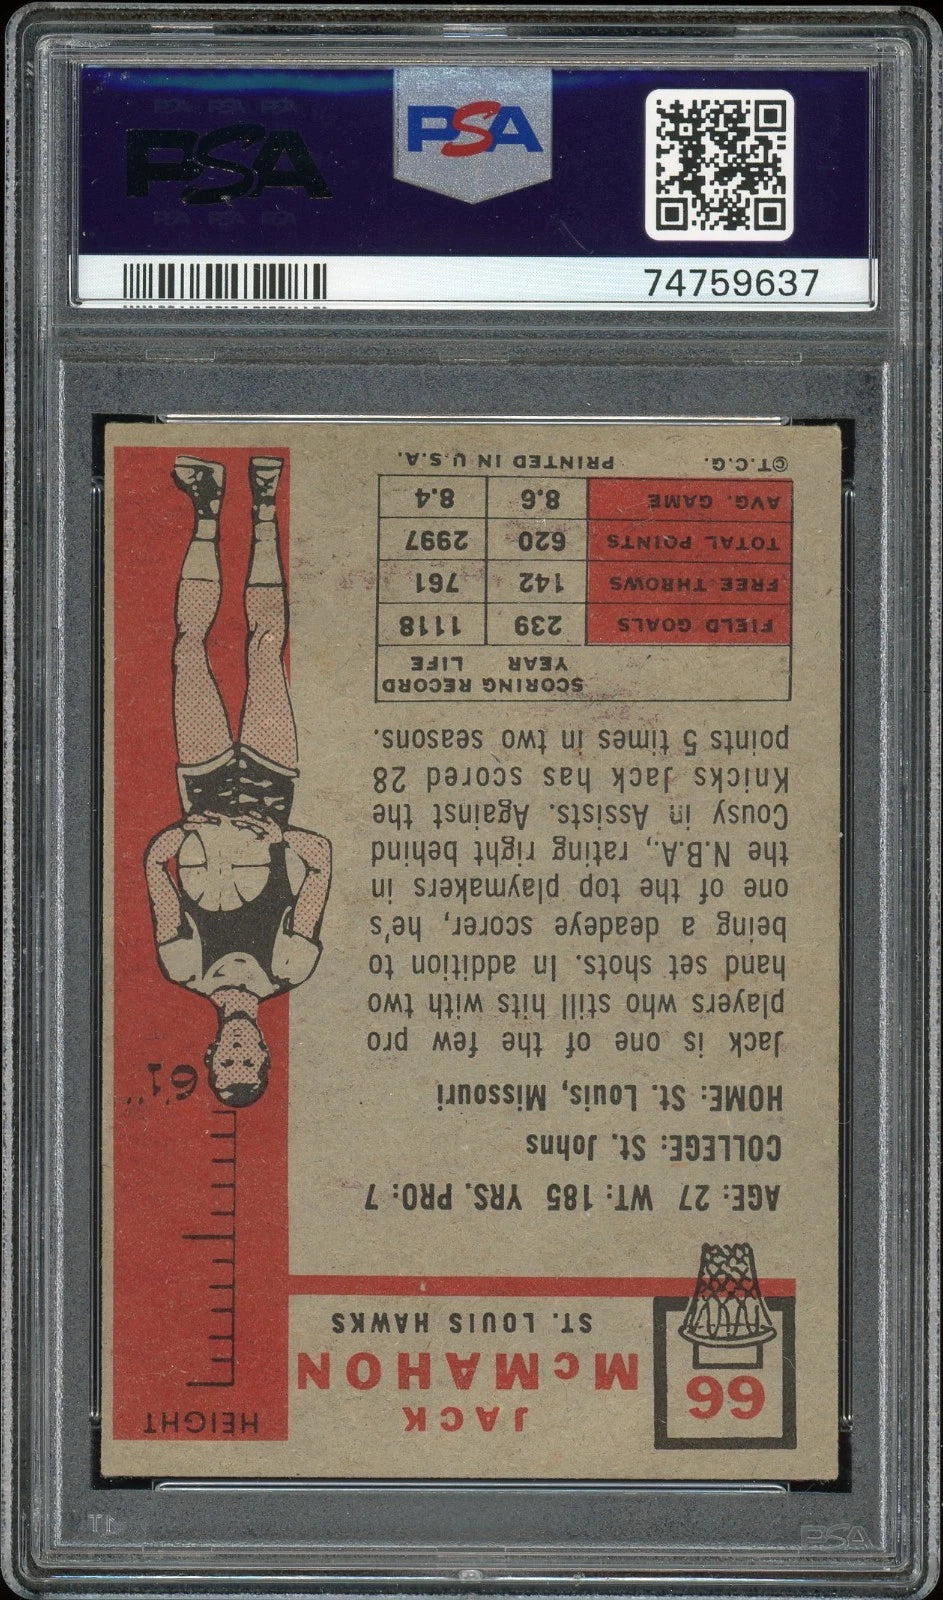 PSA
PSA
74759637
66
JACK
McMAHON
ST. LOUIS HAWKS
HEIGHT
6'1"
AGE: 27 WT: 185 YRS. PRO: 7
COLLEGE: St. Johns
HOME: St. Louis, Missouri
Jack is one of the few pro
players who still hits with two
hand set shots. In addition to
being a deadeye scorer, he's
one of the top playmakers in
the N.B.A., rating right behind
Cousy in Assists. Against the
Knicks Jack has scored 28
points 5 times in two seasons.
SCORING RECORD
YEAR LIFE
FIELD GOALS 239 1118
FREE THROWS 142 761
TOTAL POINTS 620 2997
AVG. GAME 8.6 8.4
©T.C.G. PRINTED IN U.S.A.
PSA